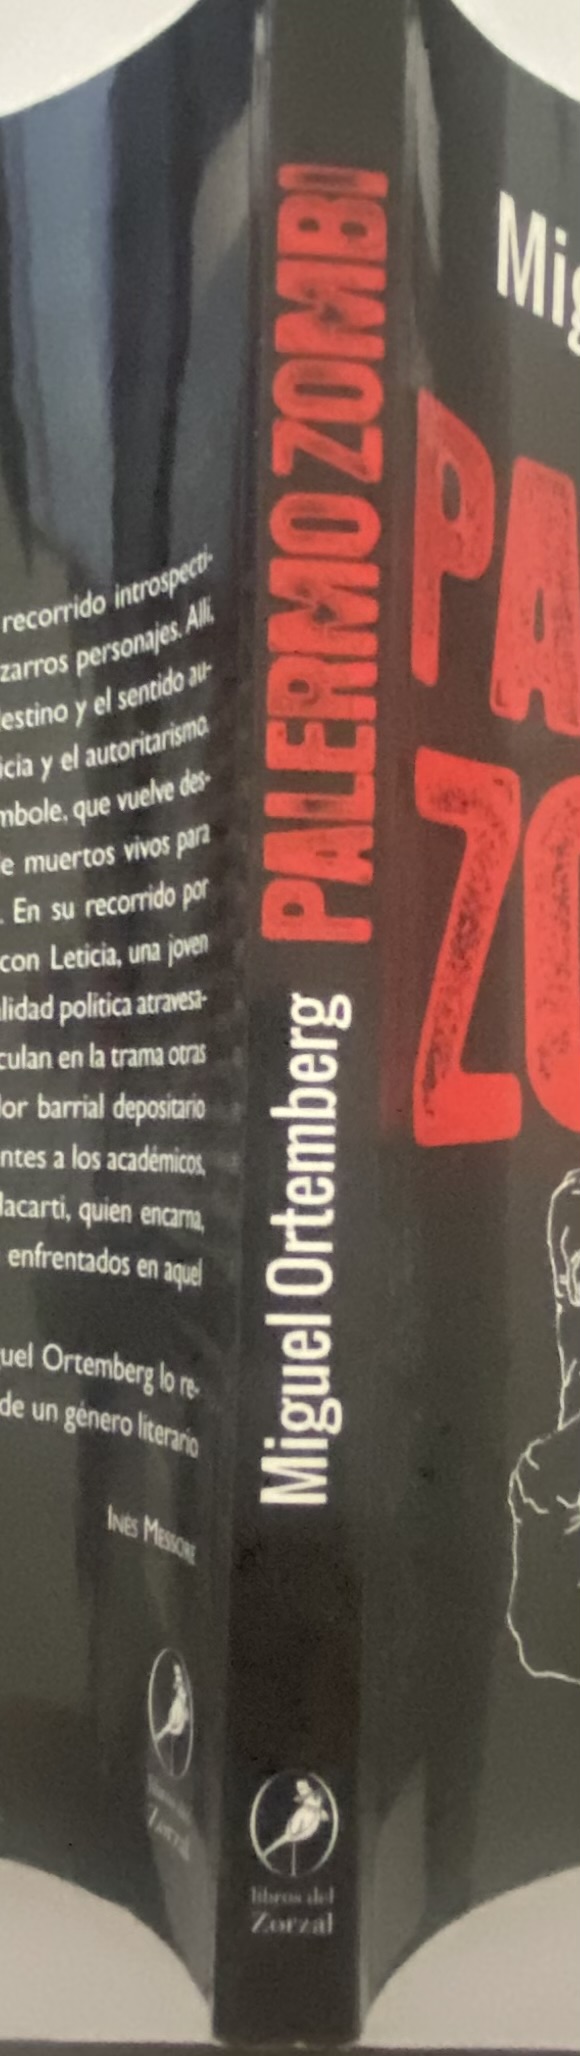 recorrido introspecti-
zarros personajes. Allí,
estino y el sentido au-
icia y el autoritarismo.
mbole, que vuelve des-
e muertos vivos para
. En su recorrido por
con Leticia, una joven
lidad política atravesa-
culan en la trama otras
lor barrial depositario
ntes a los académicos,
lacarti, quien encarna,
enfrentados en aquel
uel Ortemberg lo re-
de un género literario
Inés Messore
Zorzal
Miguel Ortemberg PALERMO ZOMBI
libros del
Zorzal
Mig
PA
ZO